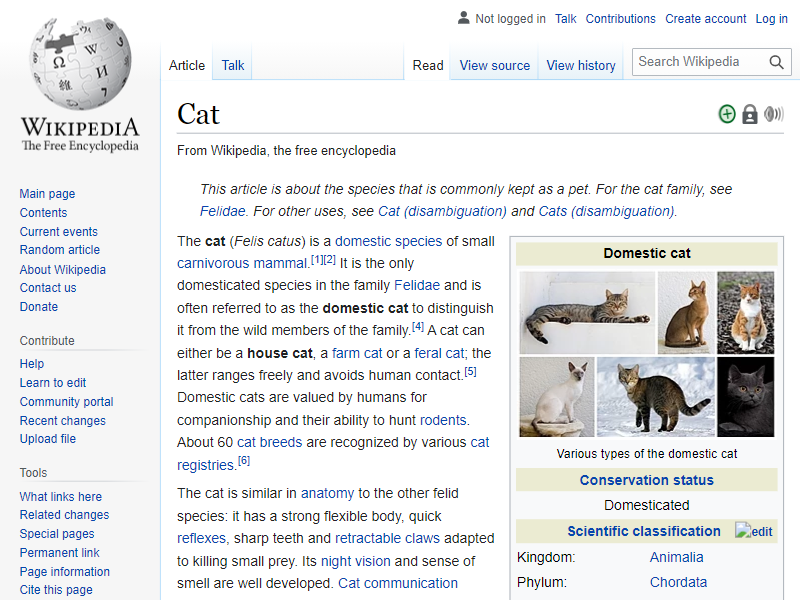 Not logged in Talk Contributions Create account Log in
Article Talk Read View source View history Search Wikipedia
WIKIPEDIA
The Free Encyclopedia
Main page
Contents
Current events
Random article
About Wikipedia
Contact us
Donate
Contribute
Help
Learn to edit
Community portal
Recent changes
Upload file
Tools
What links here
Related changes
Special pages
Permanent link
Page information
Cite this page
Cat
From Wikipedia, the free encyclopedia
This article is about the species that is commonly kept as a pet. For the cat family, see
Felidae. For other uses, see Cat (disambiguation) and Cats (disambiguation).
The cat (Felis catus) is a domestic species of small
carnivorous mammal.[1][2] It is the only
domesticated species in the family Felidae and is
often referred to as the domestic cat to distinguish
it from the wild members of the family.[4] A cat can
either be a house cat, a farm cat or a feral cat; the
latter ranges freely and avoids human contact.[5]
Domestic cats are valued by humans for
companionship and their ability to hunt rodents.
About 60 cat breeds are recognized by various cat
registries.[6]
The cat is similar in anatomy to the other felid
species: it has a strong flexible body, quick
reflexes, sharp teeth and retractable claws adapted
to killing small prey. Its night vision and sense of
smell are well developed. Cat communication
Domestic cat
Various types of the domestic cat
Conservation status
Domesticated
Scientific classification edit
Kingdom: Animalia
Phylum: Chordata